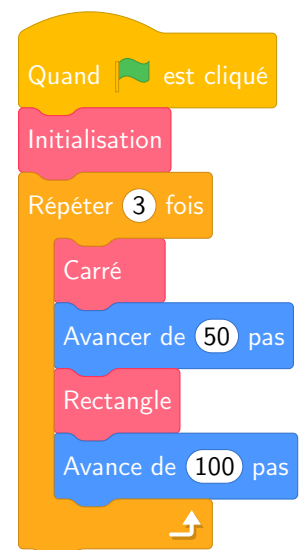 Quand est cliqué
Initialisation
Répéter 3 fois
Carré
Avancer de 50 pas
Rectangle
Avance de 100 pas